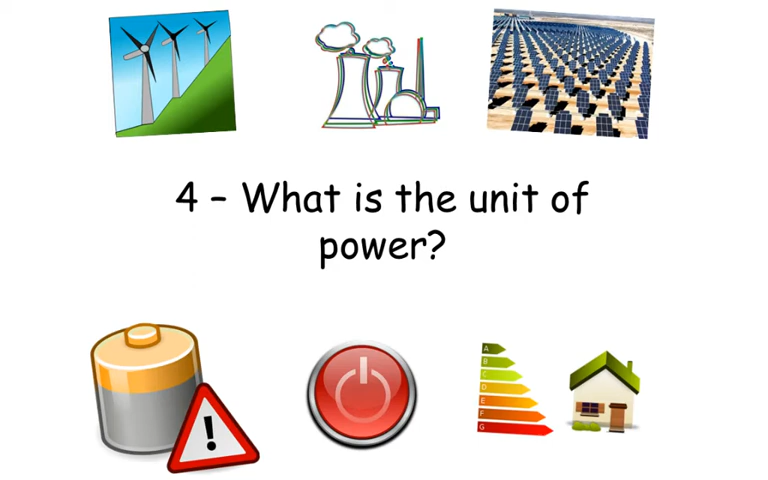 4 – What is the unit of
power?
!
A
B
C
D
E
F
G